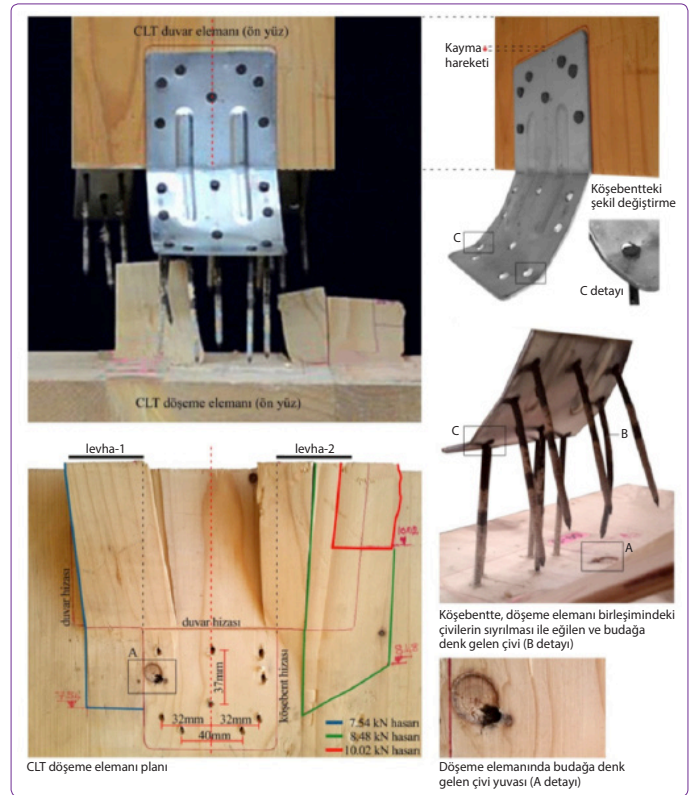 CLT duvar elemanı (ön yüz)
CLT döşeme elemanı (ön yüz)
Kayma
hareketi
Köşebentteki
şekil değiştirme
C
C detayı
levha-1
levha-2
duvar hizası
duvar hizası
köşebent hizası
A
37mm
32mm
32mm
40mm
7.54 kN hasarı
8.48 kN hasarı
10.02 kN hasarı
CLT döşeme elemanı planı
C
B
A
Köşebentte, döşeme elemanı birleşimindeki
çivilerin sıyrılması ile eğilen ve budağa
denk gelen çivi (B detayı)
Döşeme elemanında budağa denk
gelen çivi yuvası (A detayı)